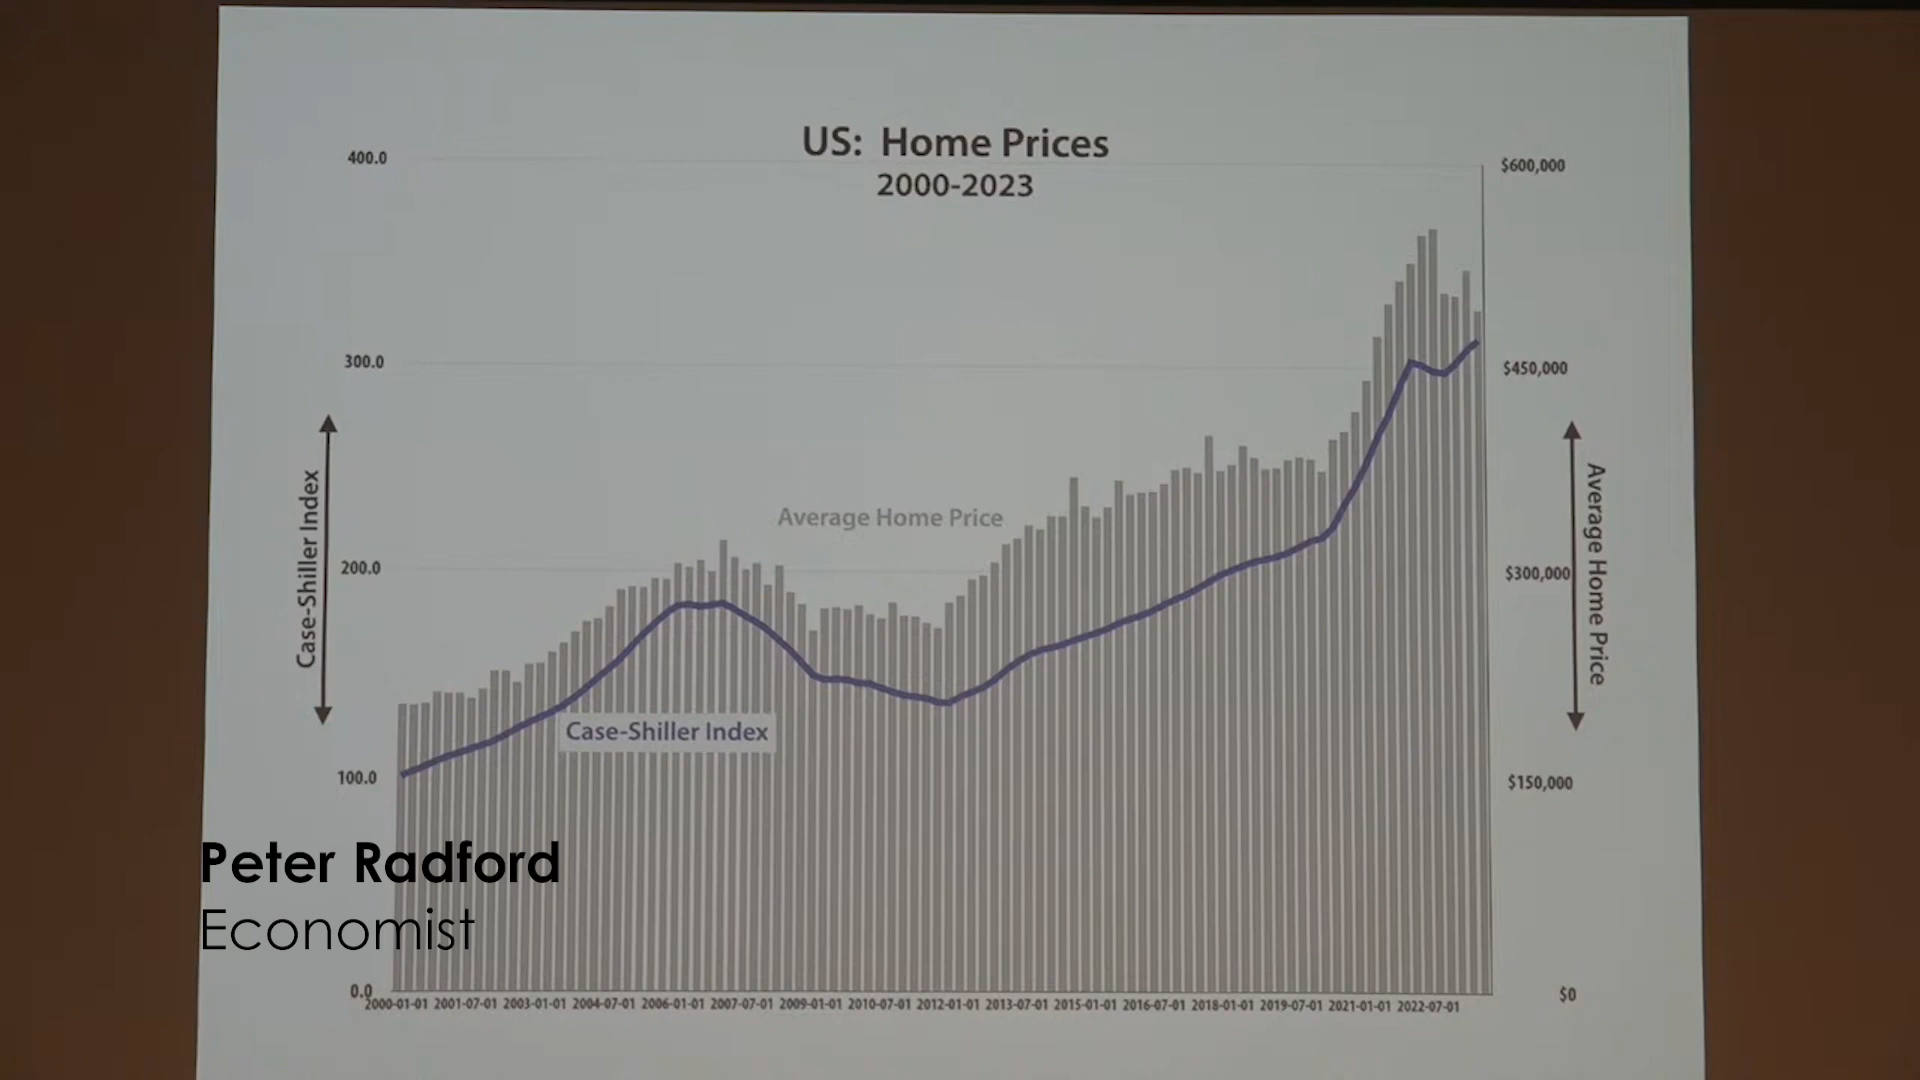 US: Home Prices
2000-2023
400.0
300.0
200.0
100.0
0.0
$600,000
$450,000
$300,000
$150,000
$0
Case-Shiller Index
Average Home Price
Average Home Price
Case-Shiller Index
2000-01-01 2001-07-01 2003-01-01 2004-07-01 2006-01-01 2007-07-01 2009-01-01 2010-07-01 2012-01-01 2013-07-01 2015-01-01 2016-07-01 2018-01-01 2019-07-01 2021-01-01 2022-07-01
Peter Radford
Economist